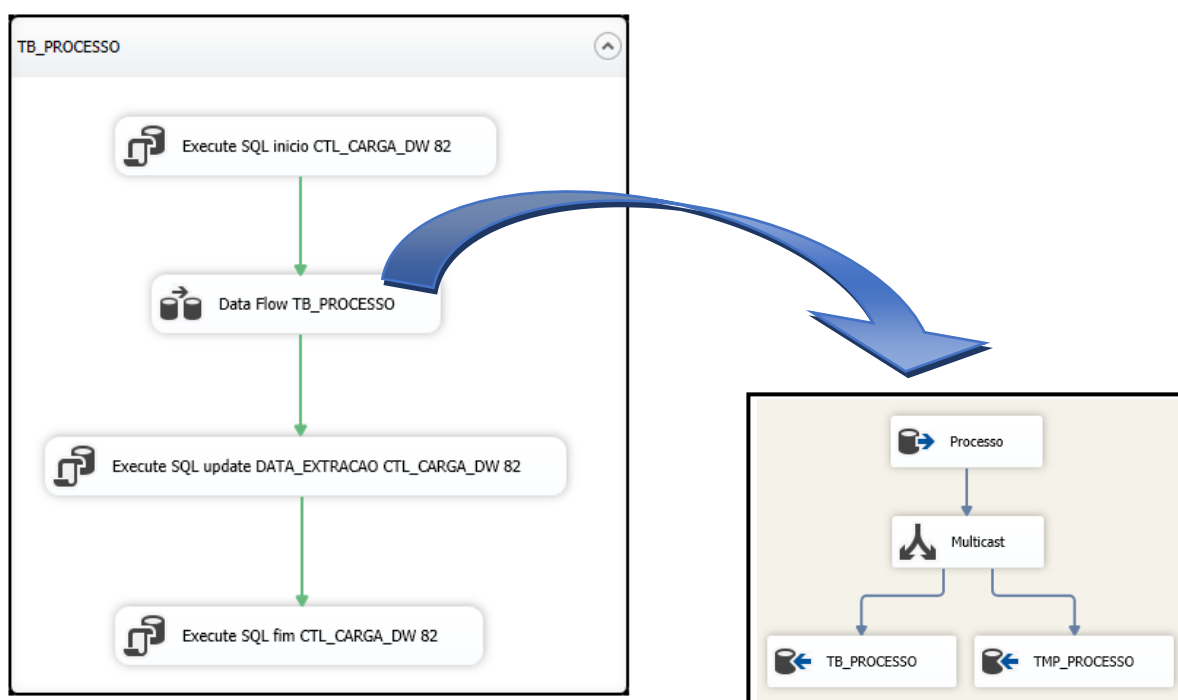 TB_PROCESSO
Execute SQL inicio CTL_CARGA_DW 82
Data Flow TB_PROCESSO
Execute SQL update DATA_EXTRACAO CTL_CARGA_DW 82
Execute SQL fim CTL_CARGA_DW 82
Processo
Multicast
TB_PROCESSO
TMP_PROCESSO